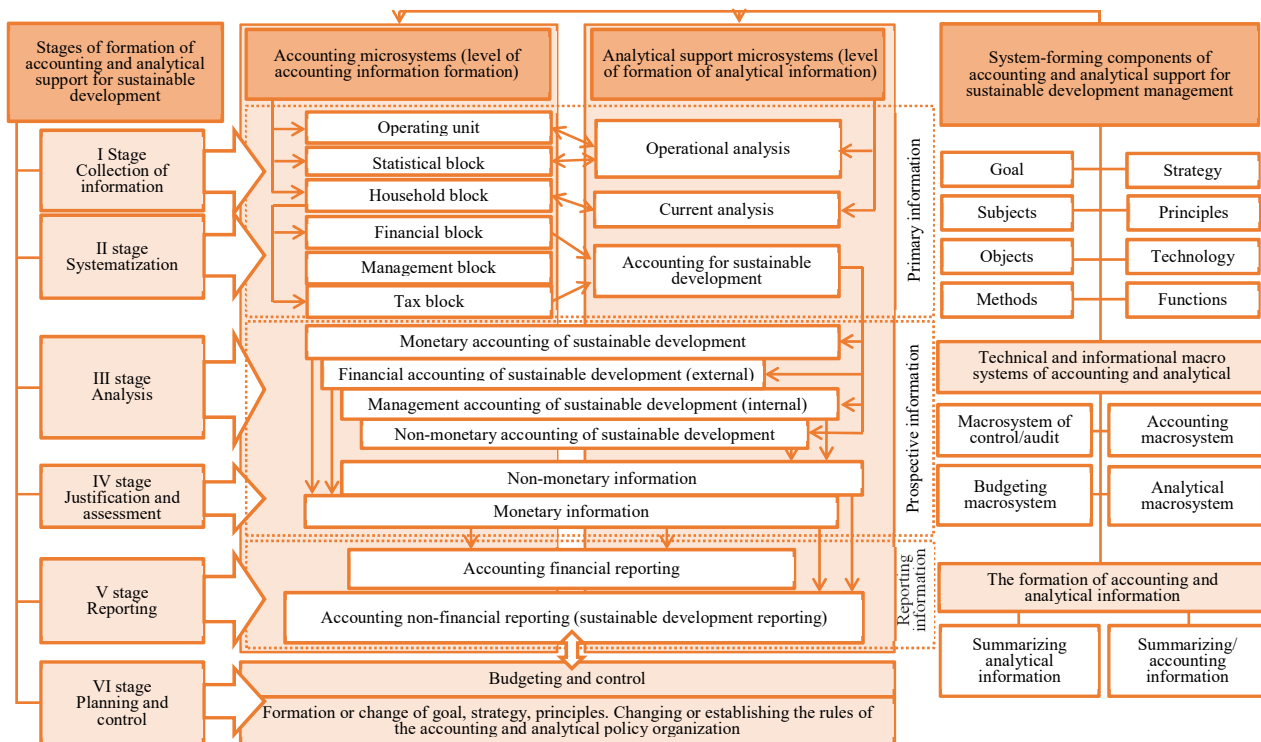 Stages of formation of
accounting and analytical
support for sustainable
development
I Stage
Collection of
information
II stage
Systematization
III stage
Analysis
IV stage
Justification and
assessment
V stage
Reporting
VI stage
Planning and
control
Accounting microsystems (level of
accounting information formation)
Analytical support microsystems (level
of formation of analytical information)
Operating unit
Statistical block
Household block
Financial block
Management block
Tax block
Operational analysis
Current analysis
Accounting for sustainable
development
Primary information
Monetary accounting of sustainable development
Financial accounting of sustainable development (external)
Management accounting of sustainable development (internal)
Non-monetary accounting of sustainable development
Non-monetary information
Monetary information
Prospective information
Accounting financial reporting
Accounting non-financial reporting (sustainable development reporting)
Reporting
information
Budgeting and control
Formation or change of goal, strategy, principles. Changing or establishing the rules of
the accounting and analytical policy organization
System-forming components of
accounting and analytical support for
sustainable development management
Goal
Strategy
Subjects
Principles
Objects
Technology
Methods
Functions
Technical and informational macro
systems of accounting and analytical
Macrosystem of
control/audit
Accounting
macrosystem
Budgeting
macrosystem
Analytical
macrosystem
The formation of accounting and
analytical information
Summarizing
analytical
information
Summarizing/
accounting
information